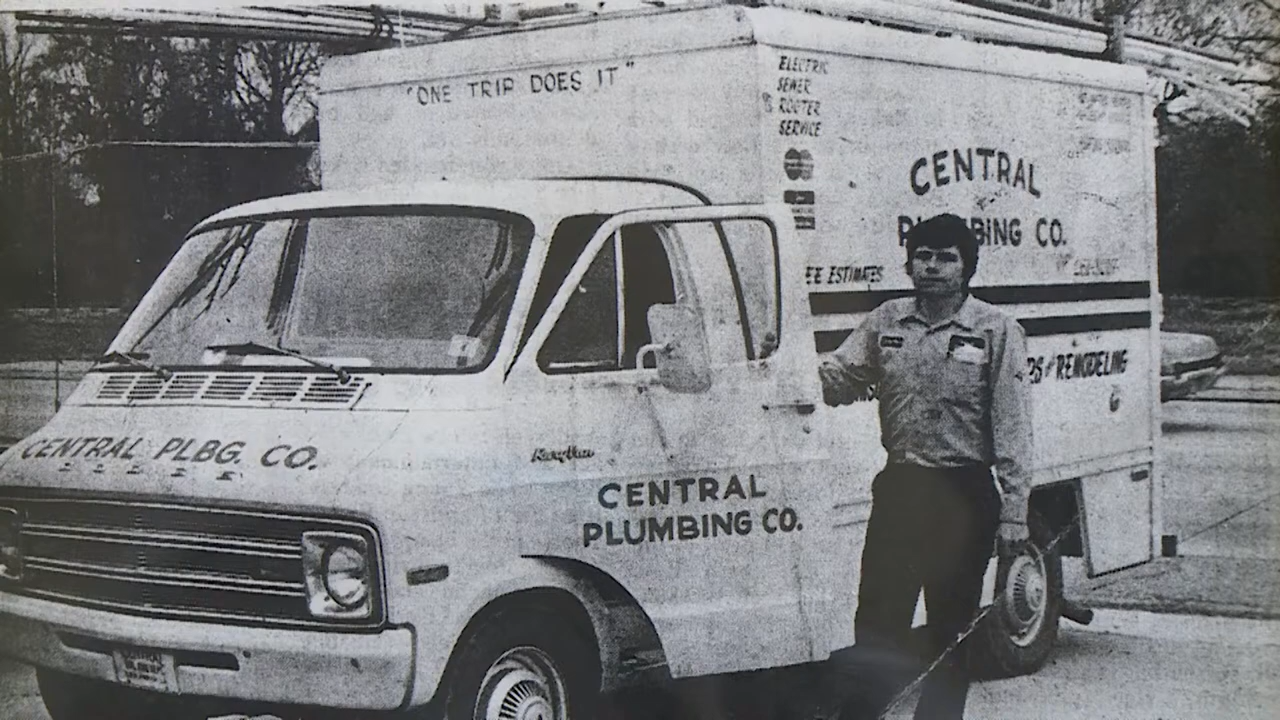 "ONE TRIP DOES IT"
ELECTRIC
SEWER
ROOTER
SERVICE
CENTRAL
PLUMBING CO.
EE ESTIMATES
RS REMODELING
CENTRAL PLBG. CO.
CENTRAL
PLUMBING CO.